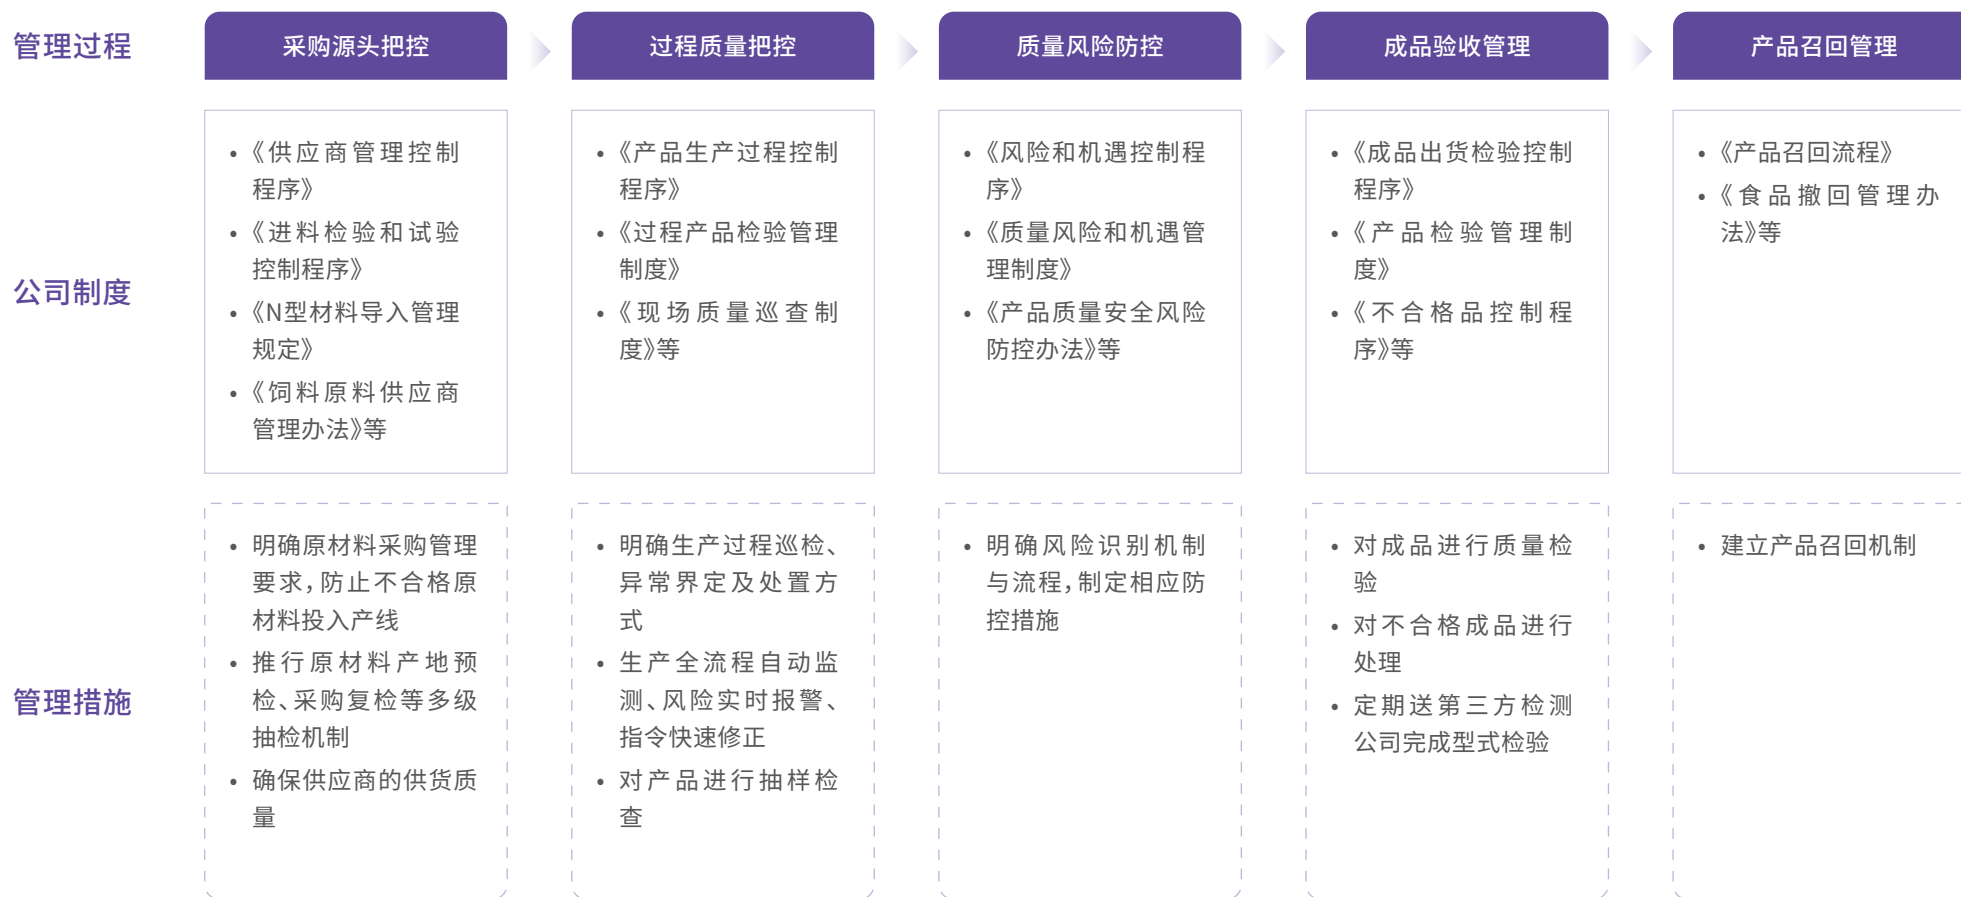 管理过程
采购源头把控
过程质量把控
质量风险防控
成品验收管理
产品召回管理
公司制度
•《供应商管理控制
程序》
•《进料检验和试验
控制程序》
•《N型材料导入管理
规定》
•《饲料原料供应商
管理办法》等
•《产品生产过程控制
程序》
•《过程产品检验管理
制度》
•《现场质量巡查制
度》等
•《风险和机遇控制程
序》
•《质量风险和机遇管
理制度》
•《产品质量安全风险
防控办法》等
•《成品出货检验控制
程序》
•《产品检验管理制
度》
•《不合格品控制程
序》等
•《产品召回流程》
•《食品撤回管理办
法》等
管理措施
• 明确原材料采购管理
要求，防止不合格原
材料投入产线
• 推行原材料产地预
检、采购复检等多级
抽检机制
• 确保供应商的供货质
量
• 明确生产过程巡检、
异常界定及处置方
式
• 生产全流程自动监
测、风险实时报警、
指令快速修正
• 对产品进行抽样检
查
• 明确风险识别机制
与流程，制定相应防
控措施
• 对成品进行质量检
验
• 对不合格成品进行
处理
• 定期送第三方检测
公司完成型式检验
• 建立产品召回机制